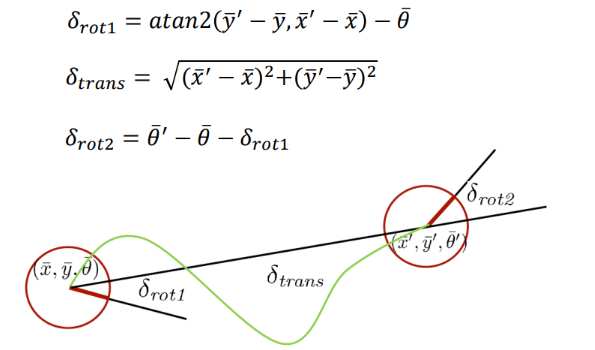 δ_rot1 = atan2(ȳ′ − ȳ, x̄′ − x̄) − θ̄
δ_trans = √((x̄′ − x̄)²+(ȳ′−ȳ)²)
δ_rot2 = θ̄′ − θ̄ − δ_rot1
δ_rot2
(x̄′, ȳ′, θ̄′)
(x̄, ȳ, θ̄)
δ_trans
δ_rot1